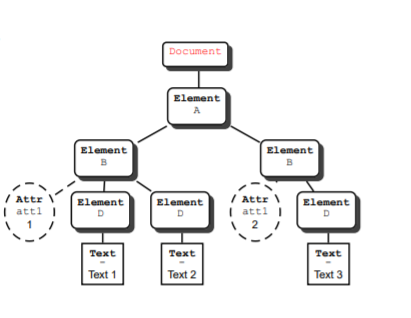 Document
Element
A
Element
B
Element
B
Attr
att1
1
Element
D
Element
D
Attr
att1
2
Element
D
Text
–
Text 1
Text
–
Text 2
Text
–
Text 3